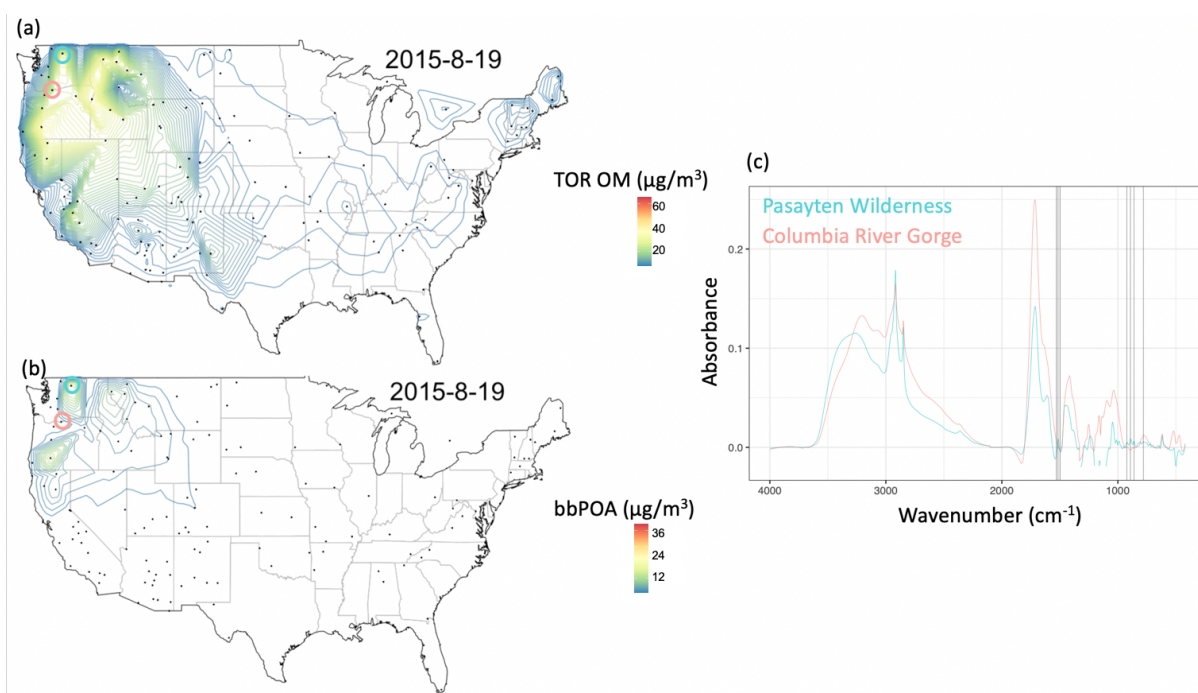 (a)
2015-8-19
TOR OM (µg/m³)
60
40
20
(b)
2015-8-19
bbPOA (µg/m³)
36
24
12
(c)
Pasayten Wilderness
Columbia River Gorge
Absorbance
0.2
0.1
0.0
4000 3000 2000 1000
Wavenumber (cm⁻¹)